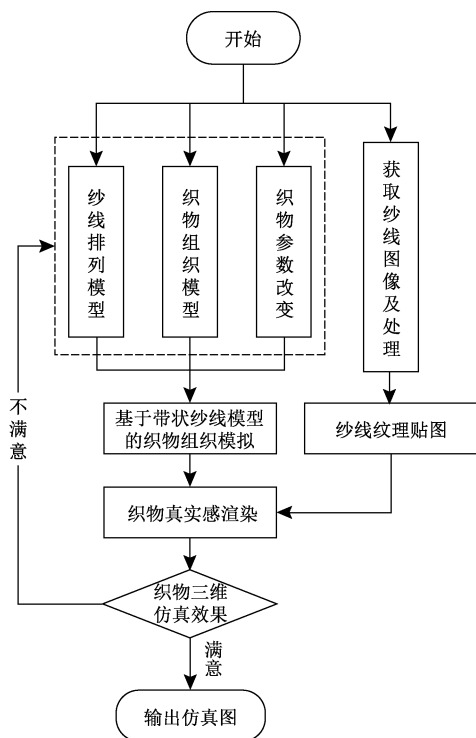 开始
纱线排列模型
织物组织模型
织物参数改变
获取纱线图像及处理
不满意
基于带状纱线模型
的织物组织模拟
纱线纹理贴图
织物真实感渲染
织物三维
仿真效果
满意
输出仿真图